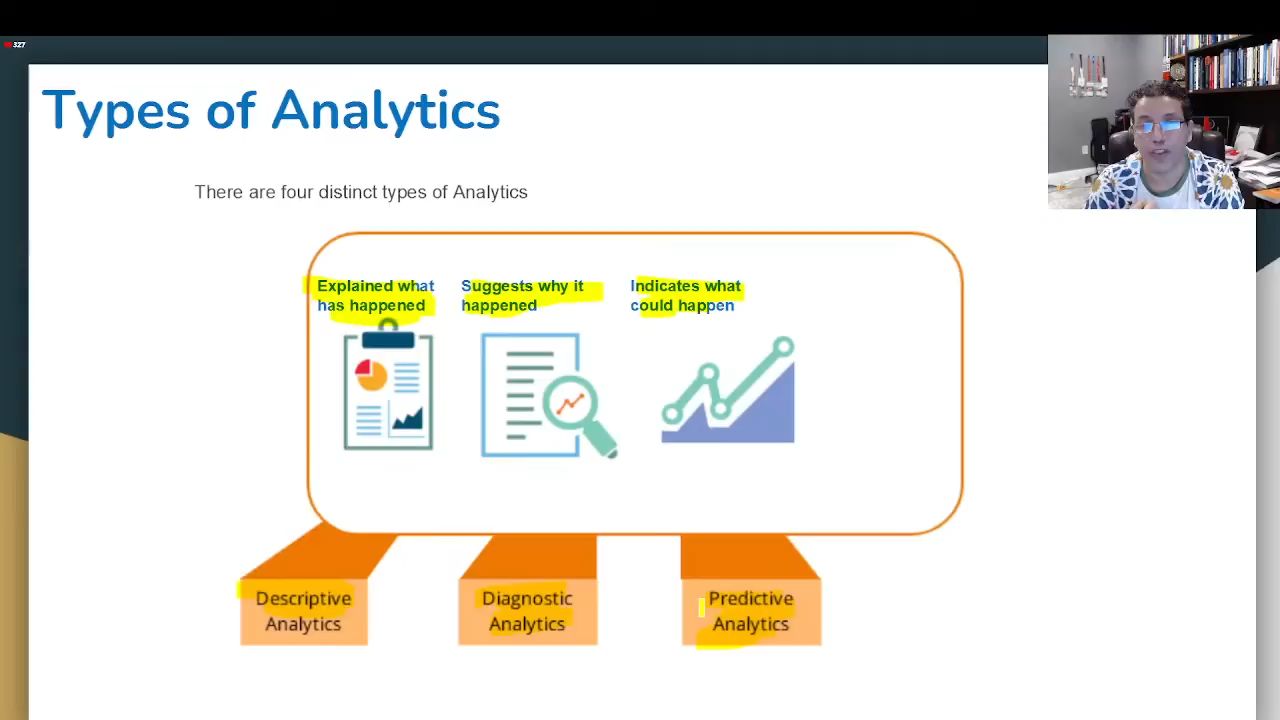 327
Types of Analytics
There are four distinct types of Analytics
Explained what
has happened
Suggests why it
happened
Indicates what
could happen
Descriptive
Analytics
Diagnostic
Analytics
Predictive
Analytics